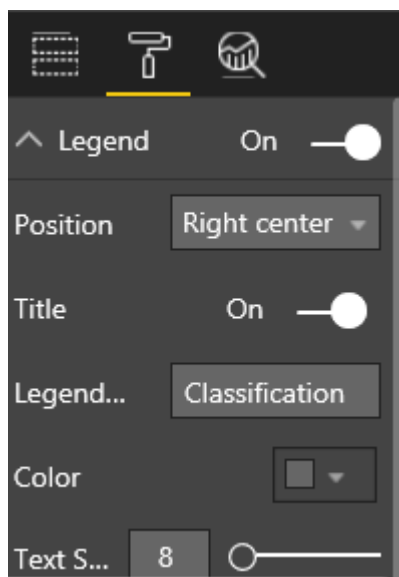 Legend On
Position Right center
Title On
Legend... Classification
Color
Text S... 8